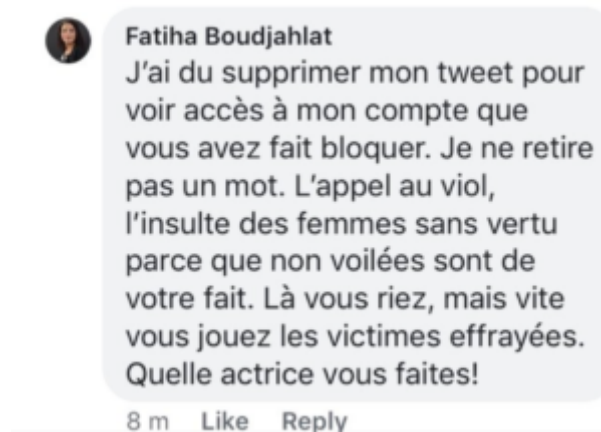 Fatiha Boudjahlat
J'ai du supprimer mon tweet pour
voir accès à mon compte que
vous avez fait bloquer. Je ne retire
pas un mot. L'appel au viol,
l'insulte des femmes sans vertu
parce que non voilées sont de
votre fait. Là vous riez, mais vite
vous jouez les victimes effrayées.
Quelle actrice vous faites!
8 m Like Reply